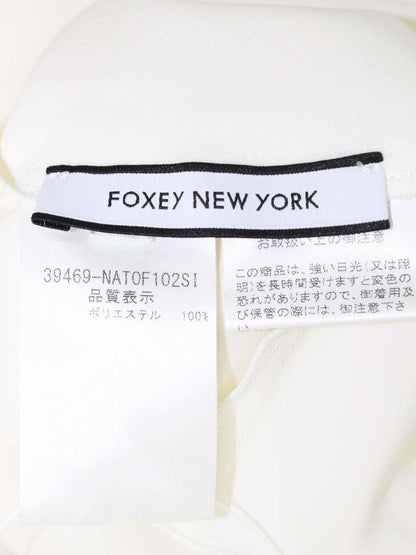 FOXEY NEW YORK
39469-NATOF102SI
品質表示
ポリエステル 100%
お取扱い上の御注意
この商品は、強い日光(又は照
明)を長時間受けますと変色の
恐れがありますので、御着用及
び保管の際には、御注意下さ
い。